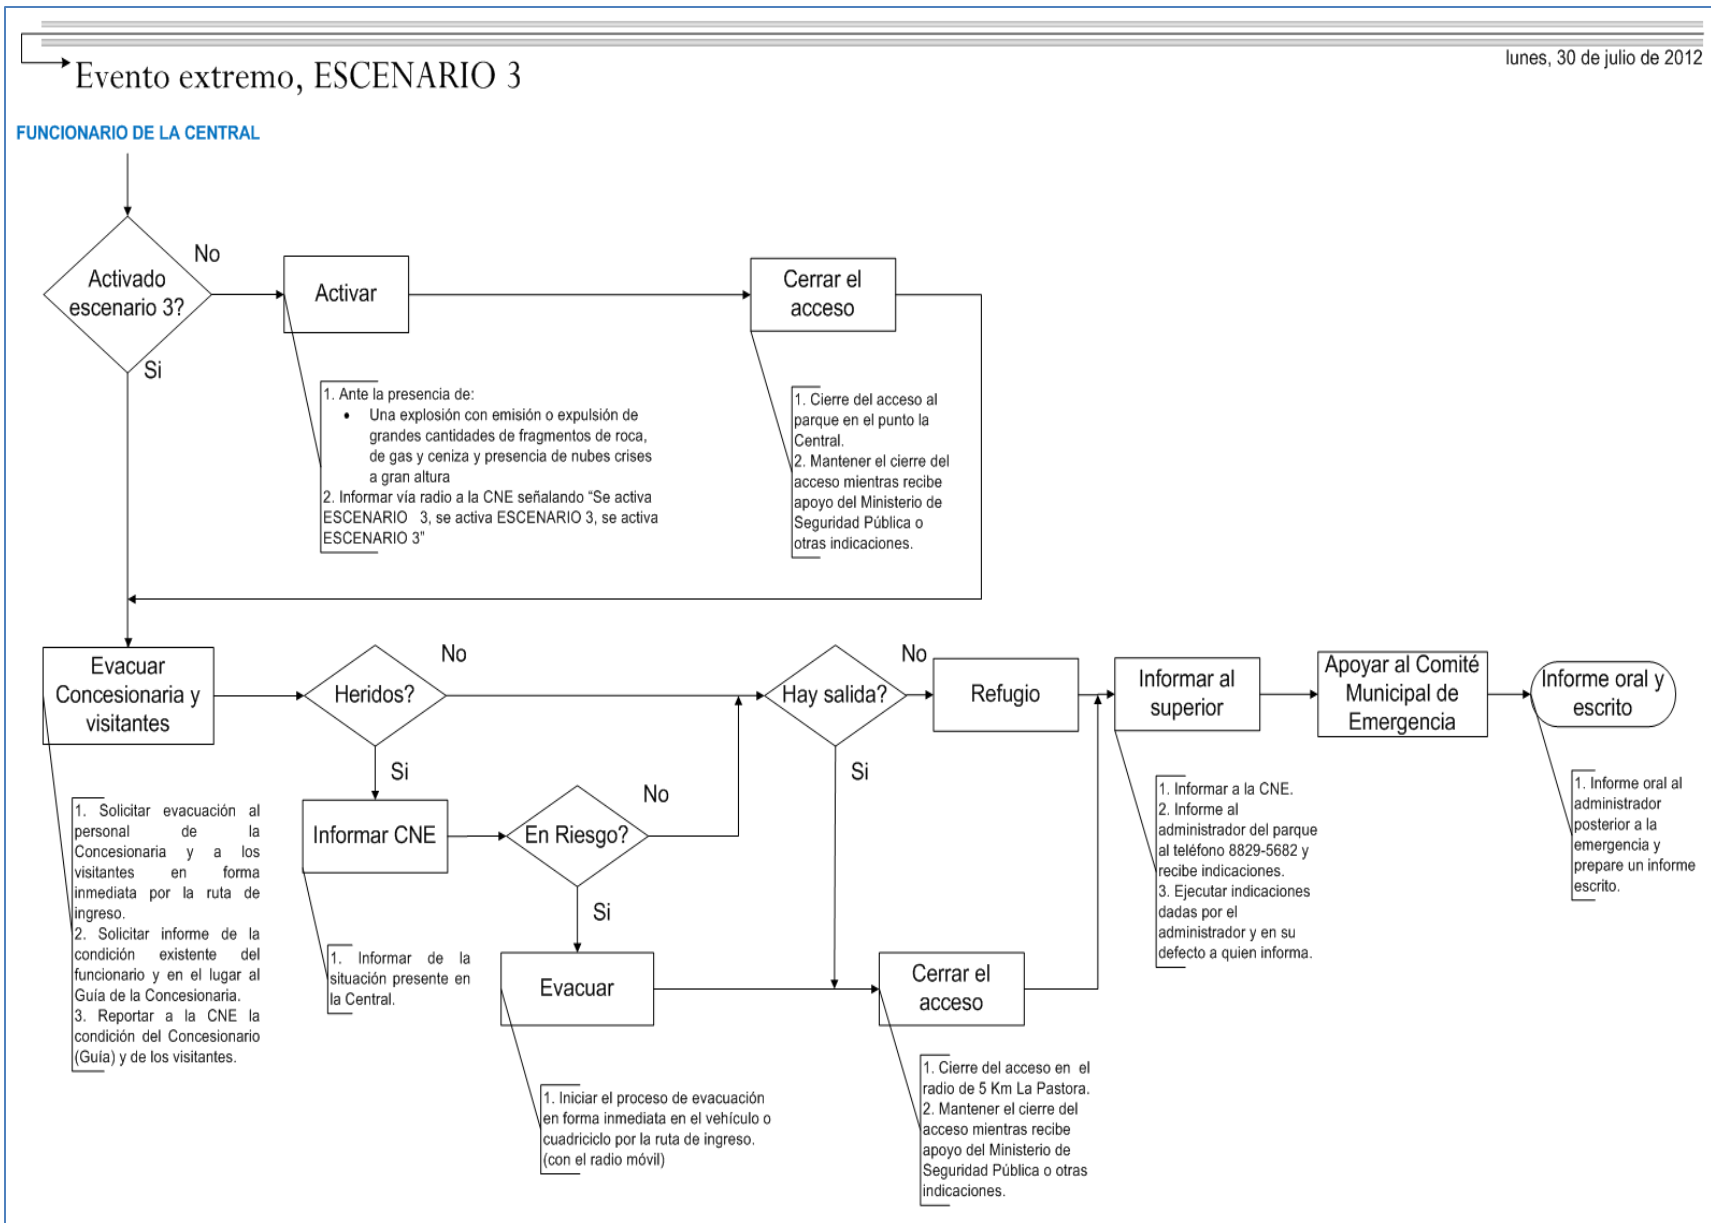 lunes, 30 de julio de 2012
Evento extremo, ESCENARIO 3
FUNCIONARIO DE LA CENTRAL
Activado
escenario 3?
No
Si
Activar
Cerrar el
acceso
1. Ante la presencia de:
• Una explosión con emisión o expulsión de
grandes cantidades de fragmentos de roca,
de gas y ceniza y presencia de nubes crises
a gran altura
2. Informar vía radio a la CNE señalando “Se activa
ESCENARIO 3, se activa ESCENARIO 3, se activa
ESCENARIO 3”
1. Cierre del acceso al
parque en el punto la
Central.
2. Mantener el cierre del
acceso mientras recibe
apoyo del Ministerio de
Seguridad Pública o
otras indicaciones.
Evacuar
Concesionaria y
visitantes
Heridos?
No
Si
Hay salida?
No
Si
Refugio
Informar al
superior
Apoyar al Comité
Municipal de
Emergencia
Informe oral y
escrito
Informar CNE
En Riesgo?
No
Si
Evacuar
Cerrar el
acceso
1. Solicitar evacuación al
personal de la
Concesionaria y a los
visitantes en forma
inmediata por la ruta de
ingreso.
2. Solicitar informe de la
condición existente del
funcionario y en el lugar al
Guía de la Concesionaria.
3. Reportar a la CNE la
condición del Concesionario
(Guía) y de los visitantes.
1. Informar de la
situación presente en
la Central.
1. Iniciar el proceso de evacuación
en forma inmediata en el vehículo o
cuadriciclo por la ruta de ingreso.
(con el radio móvil)
1. Cierre del acceso en el
radio de 5 Km La Pastora.
2. Mantener el cierre del
acceso mientras recibe
apoyo del Ministerio de
Seguridad Pública o otras
indicaciones.
1. Informar a la CNE.
2. Informe al
administrador del parque
al teléfono 8829-5682 y
recibe indicaciones.
3. Ejecutar indicaciones
dadas por el
administrador y en su
defecto a quien informa.
1. Informe oral al
administrador
posterior a la
emergencia y
prepare un informe
escrito.